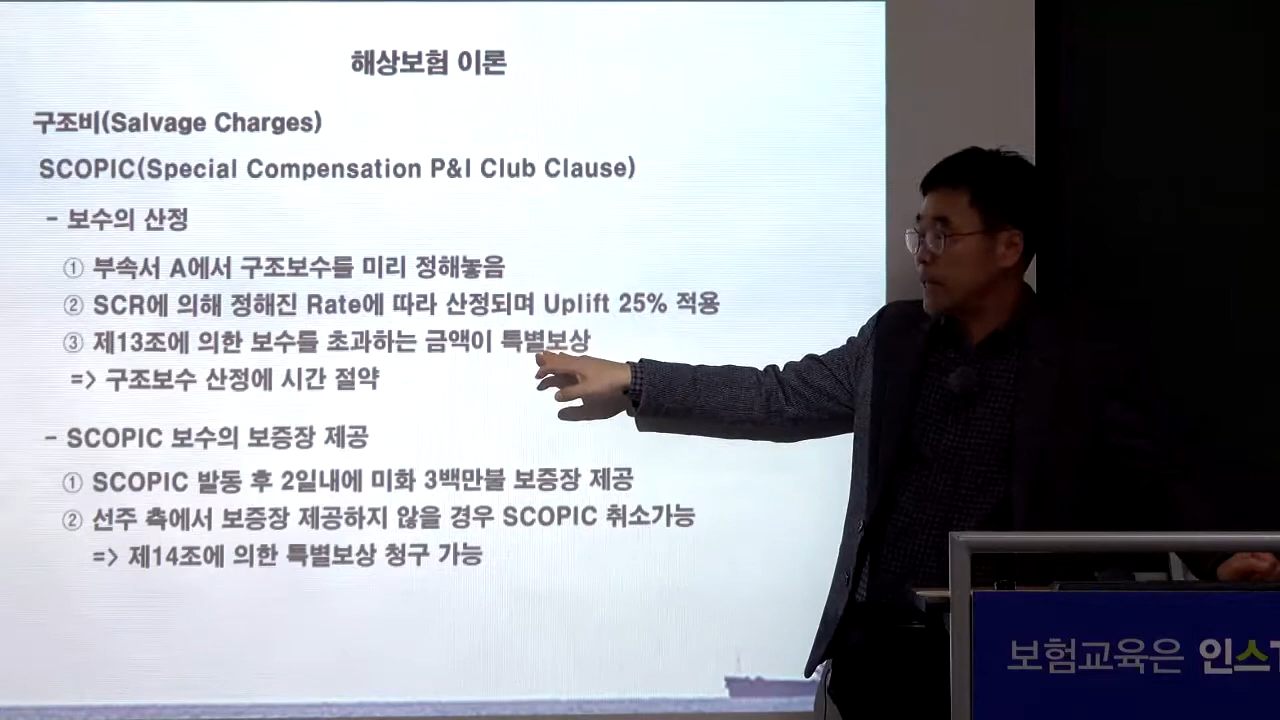 해상보험 이론
구조비(Salvage Charges)
SCOPIC(Special Compensation P&I Club Clause)
- 보수의 산정
① 부속서 A에서 구조보수를 미리 정해놓음
② SCR에 의해 정해진 Rate에 따라 산정되며 Uplift 25% 적용
③ 제13조에 의한 보수를 초과하는 금액이 특별보상
=> 구조보수 산정에 시간 절약
- SCOPIC 보수의 보증장 제공
① SCOPIC 발동 후 2일내에 미화 3백만불 보증장 제공
② 선주 측에서 보증장 제공하지 않을 경우 SCOPIC 취소가능
=> 제14조에 의한 특별보상 청구 가능
보험교육은 인스